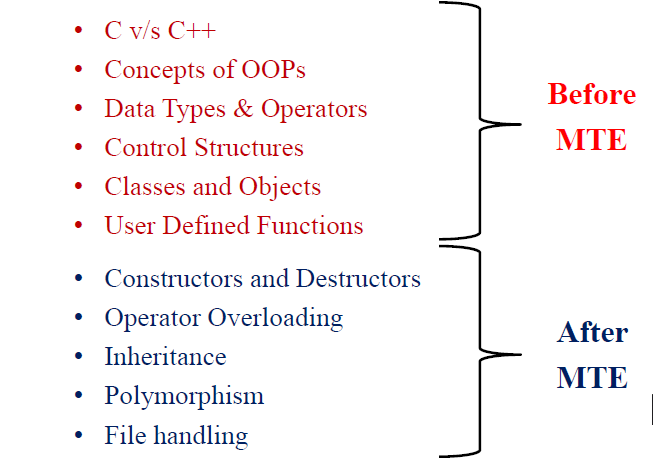 • C v/s C++
• Concepts of OOPs
• Data Types & Operators
• Control Structures
• Classes and Objects
• User Defined Functions
Before
MTE
• Constructors and Destructors
• Operator Overloading
• Inheritance
• Polymorphism
• File handling
After
MTE